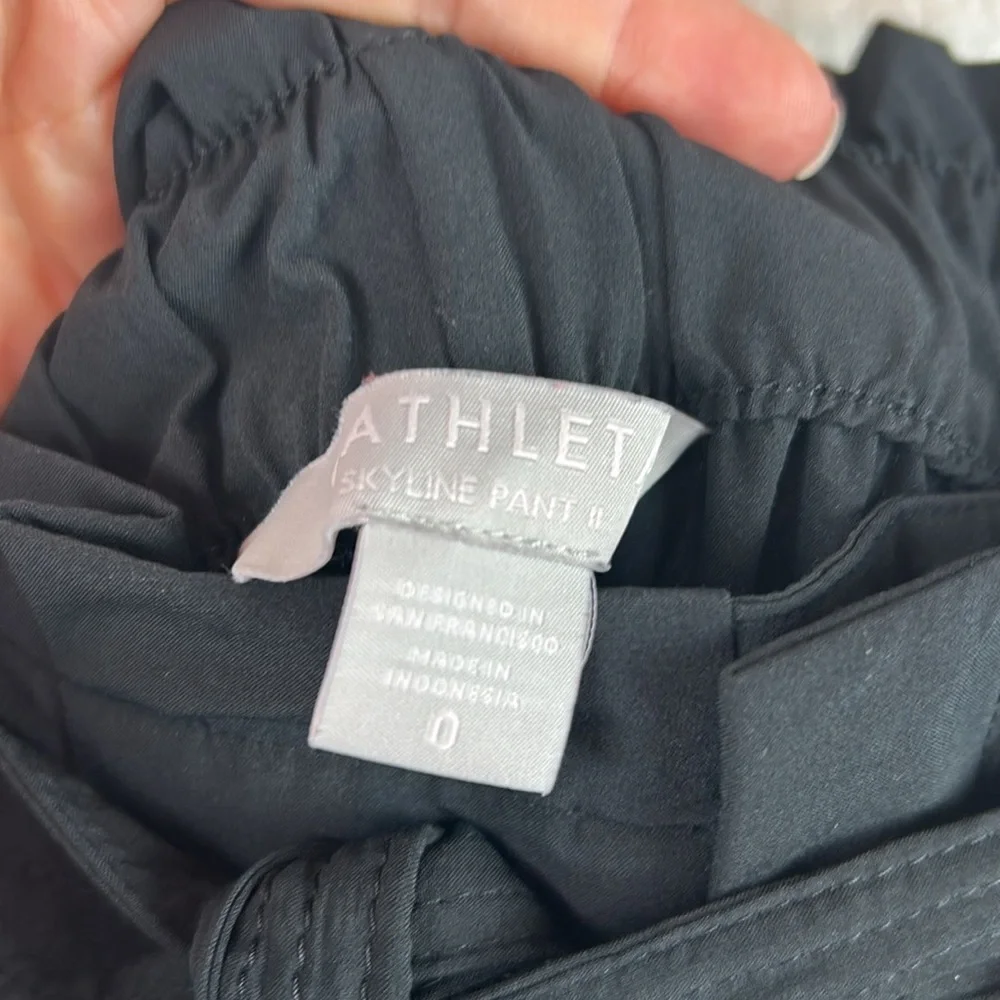 ATHLET
SKYLINE PANT II
DESIGNED IN
SAN FRANCISCO
MADE IN
INDONESIA
0